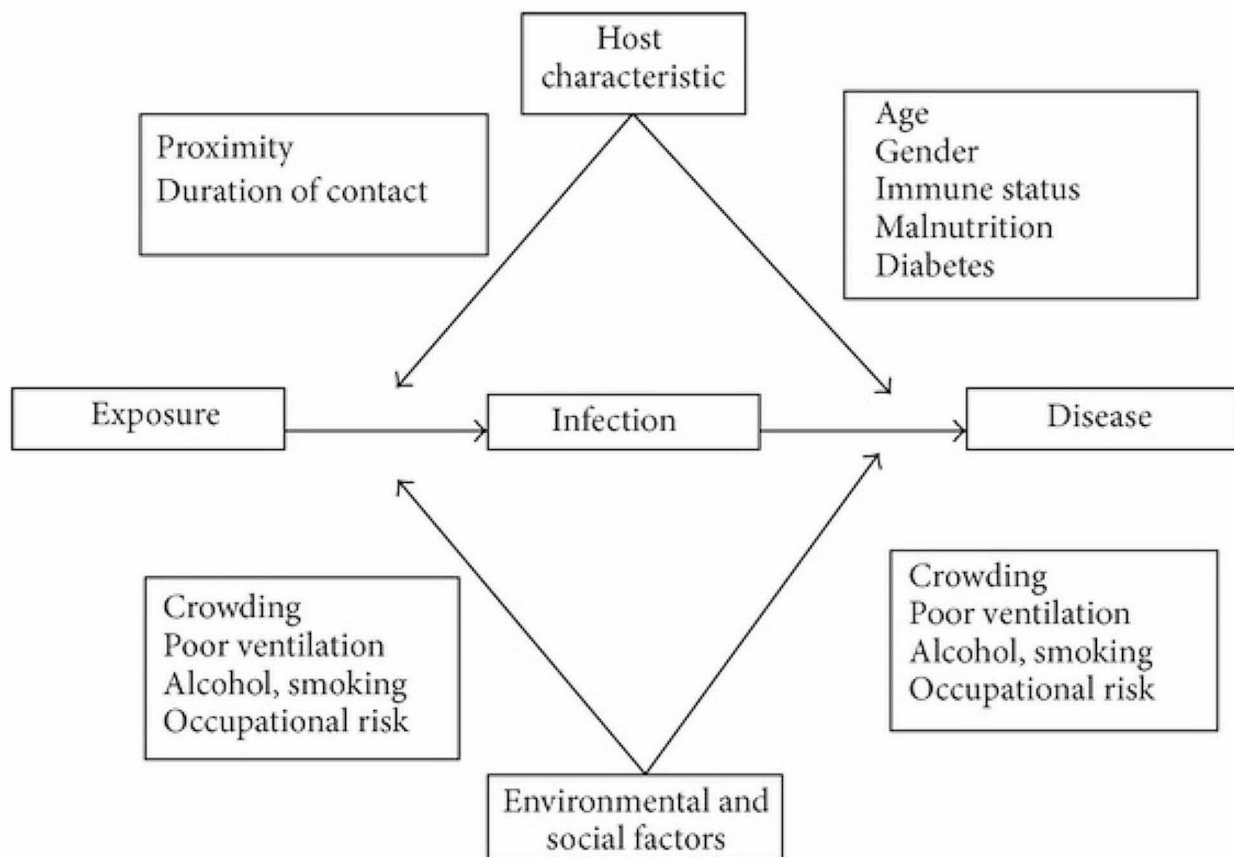 Host
characteristic
Proximity
Duration of contact
Age
Gender
Immune status
Malnutrition
Diabetes
Exposure
Infection
Disease
Crowding
Poor ventilation
Alcohol, smoking
Occupational risk
Crowding
Poor ventilation
Alcohol, smoking
Occupational risk
Environmental and
social factors